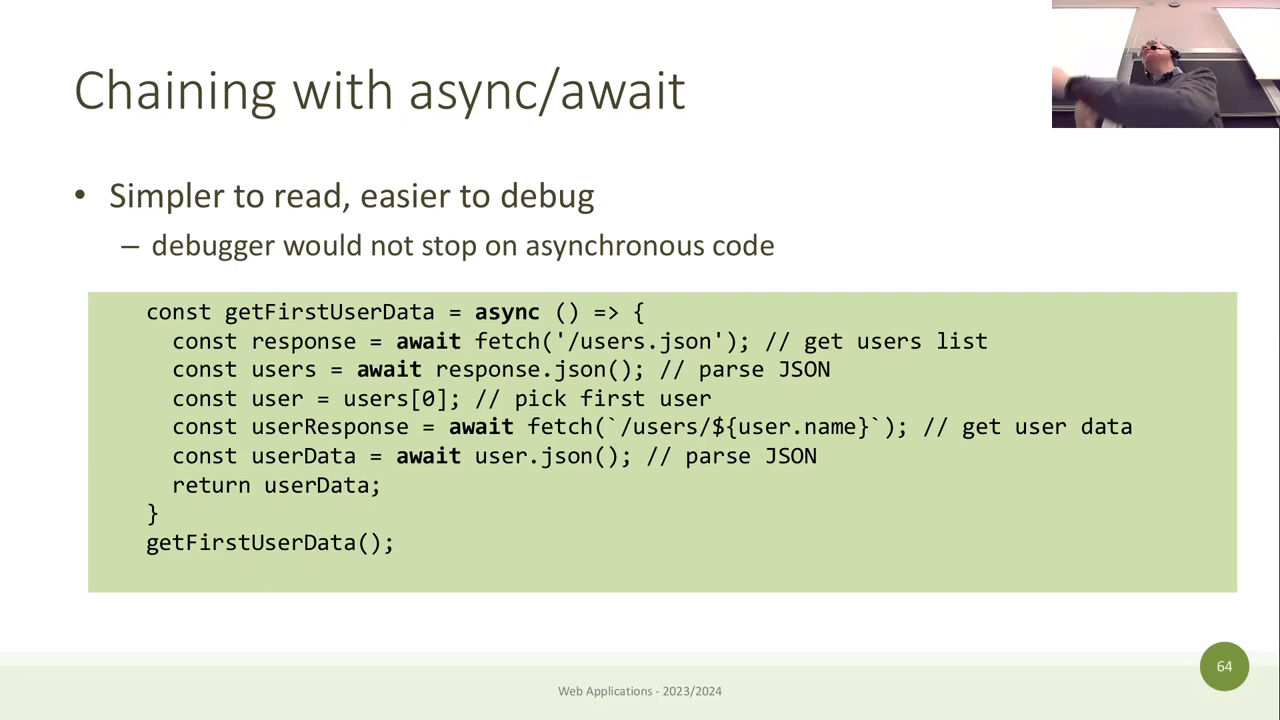 Chaining with async/await
• Simpler to read, easier to debug
– debugger would not stop on asynchronous code
const getFirstUserData = async () => {
  const response = await fetch('/users.json'); // get users list
  const users = await response.json(); // parse JSON
  const user = users[0]; // pick first user
  const userResponse = await fetch(`/users/${user.name}`); // get user data
  const userData = await user.json(); // parse JSON
  return userData;
}
getFirstUserData();
64
Web Applications - 2023/2024